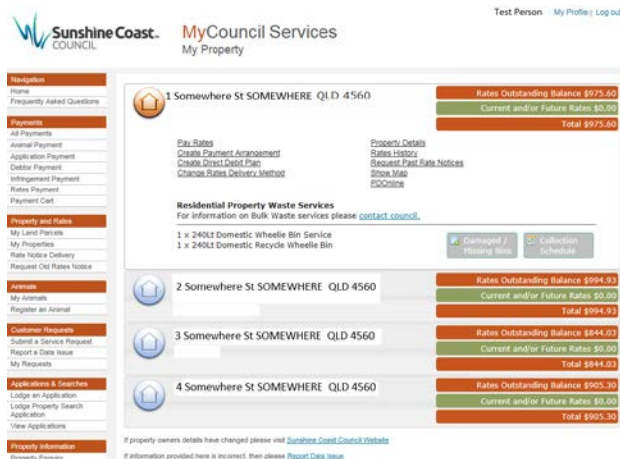 Test Person My Profile | Log out
Sunshine Coast.
COUNCIL
MyCouncil Services
My Property
Navigation
Home
Frequently Asked Questions
Payments
All Payments
Animal Payment
Application Payment
Debtor Payment
Infringement Payment
Rates Payment
Payment Cart
Property and Rates
My Land Parcels
My Properties
Rate Notice Delivery
Request Old Rates Notice
Animals
My Animals
Register an Animal
Customer Requests
Submit a Service Request
Report a Data Issue
My Requests
Applications & Searches
Lodge an Application
Lodge Property Search
Application
View Applications
Property Information
Property Enquiry
1 Somewhere St SOMEWHERE QLD 4560
Rates Outstanding Balance $975.60
Current and/or Future Rates $0.00
Total $975.60
Pay Rates
Create Payment Arrangement
Create Direct Debit Plan
Change Rates Delivery Method
Property Details
Rates History
Request Past Rate Notices
Show Map
PDOnline
Residential Property Waste Services
For information on Bulk Waste services please contact council.
1 x 240Lt Domestic Wheelie Bin Service
1 x 240Lt Domestic Recycle Wheelie Bin
Damaged /
Missing Bins
Collection
Schedule
2 Somewhere St SOMEWHERE QLD 4560
Rates Outstanding Balance $994.93
Current and/or Future Rates $0.00
Total $994.93
3 Somewhere St SOMEWHERE QLD 4560
Rates Outstanding Balance $844.03
Current and/or Future Rates $0.00
Total $844.03
4 Somewhere St SOMEWHERE QLD 4560
Rates Outstanding Balance $905.30
Current and/or Future Rates $0.00
Total $905.30
If property owners details have changed please visit Sunshine Coast Council Website
If information provided here is incorrect, then please Report Data Issue.